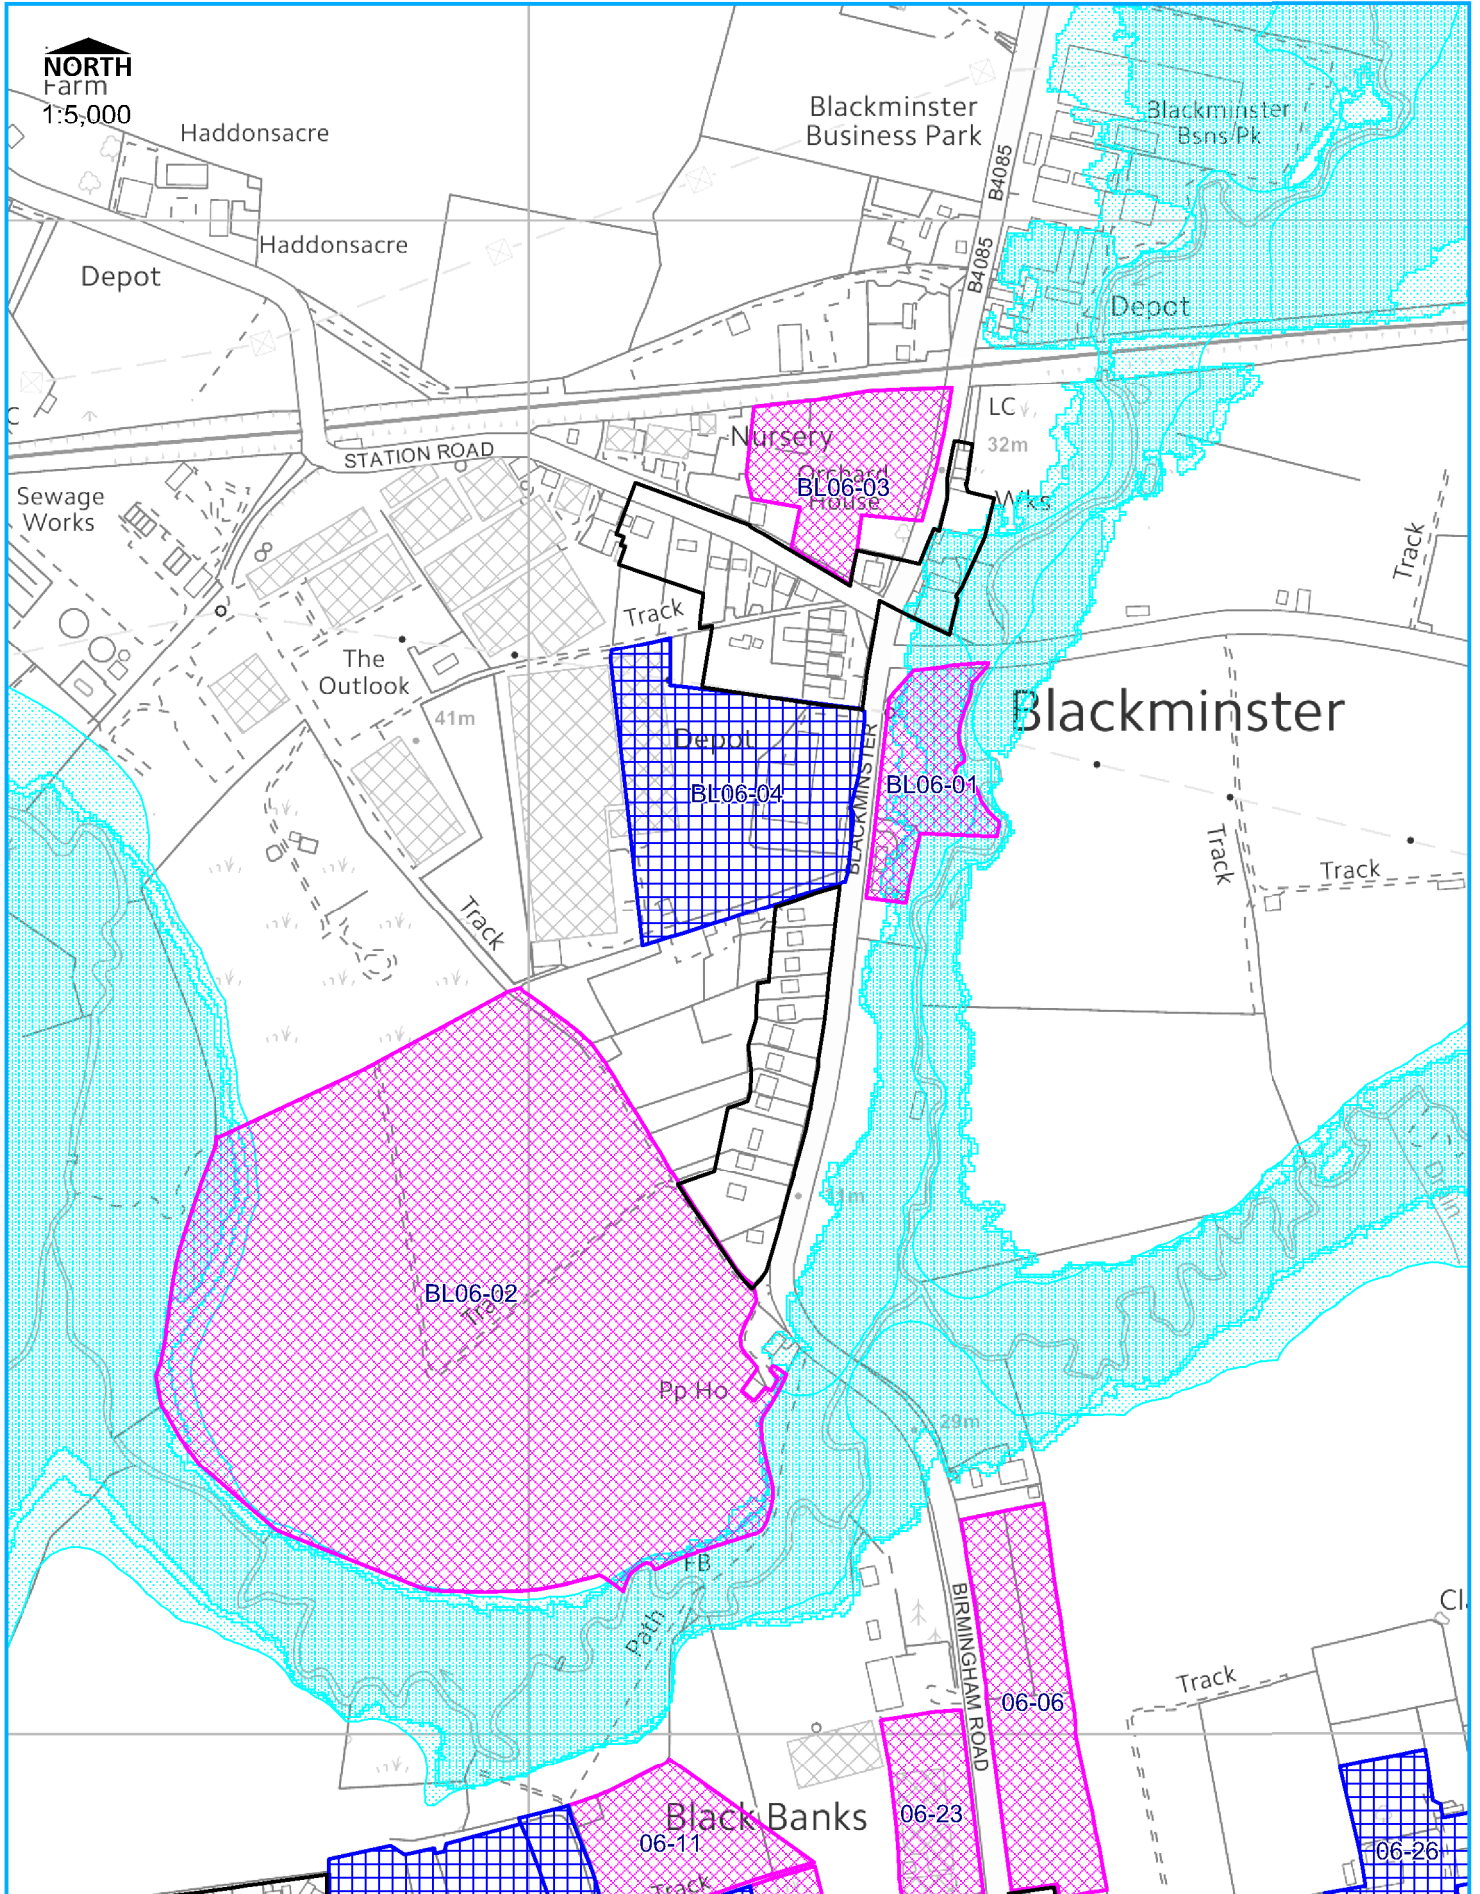 NORTH
Farm
1:5,000
Haddonsacre
Blackminster
Business Park
Blackminster
Bsns Pk
B4085
Haddonsacre
Depot
B4085
Depot
LC
32m
Nursery
Orchard
House
BL06-03
STATION ROAD
Wks
Sewage
Works
Track
Track
The
Outlook
41m
Blackminster
Depot
BL06-04
BLACKMINSTER
BL06-01
Track
Track
Track
31m
Drain
BL06-02
Track
Pp Ho
29m
FB
Path
BIRMINGHAM ROAD
Track
06-06
Black Banks
06-11
06-23
06-26
Track